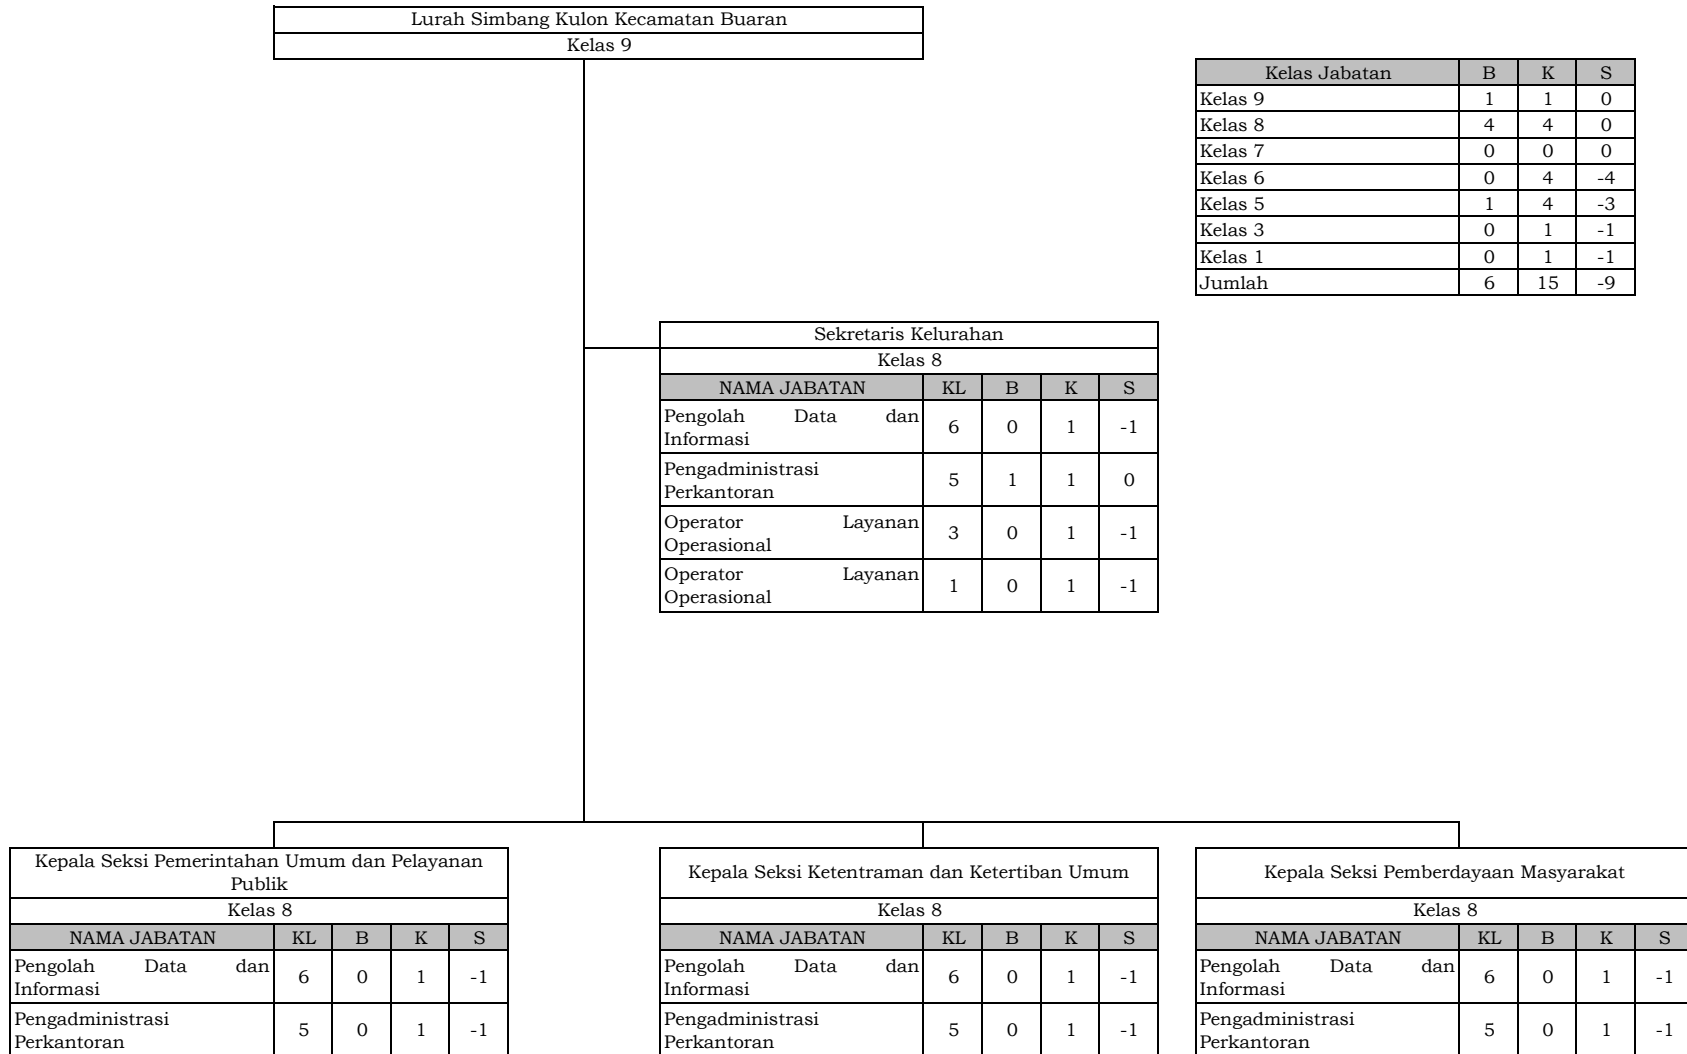 Lurah Simbang Kulon Kecamatan Buaran
Kelas 9
Kelas Jabatan B K S
Kelas 9 1 1 0
Kelas 8 4 4 0
Kelas 7 0 0 0
Kelas 6 0 4 -4
Kelas 5 1 4 -3
Kelas 3 0 1 -1
Kelas 1 0 1 -1
Jumlah 6 15 -9
Sekretaris Kelurahan
Kelas 8
NAMA JABATAN KL B K S
Pengolah Data dan
Informasi 6 0 1 -1
Pengadministrasi
Perkantoran 5 1 1 0
Operator Layanan
Operasional 3 0 1 -1
Operator Layanan
Operasional 1 0 1 -1
Kepala Seksi Pemerintahan Umum dan Pelayanan
Publik
Kelas 8
NAMA JABATAN KL B K S
Pengolah Data dan
Informasi 6 0 1 -1
Pengadministrasi
Perkantoran 5 0 1 -1
Kepala Seksi Ketentraman dan Ketertiban Umum
Kelas 8
NAMA JABATAN KL B K S
Pengolah Data dan
Informasi 6 0 1 -1
Pengadministrasi
Perkantoran 5 0 1 -1
Kepala Seksi Pemberdayaan Masyarakat
Kelas 8
NAMA JABATAN KL B K S
Pengolah Data dan
Informasi 6 0 1 -1
Pengadministrasi
Perkantoran 5 0 1 -1